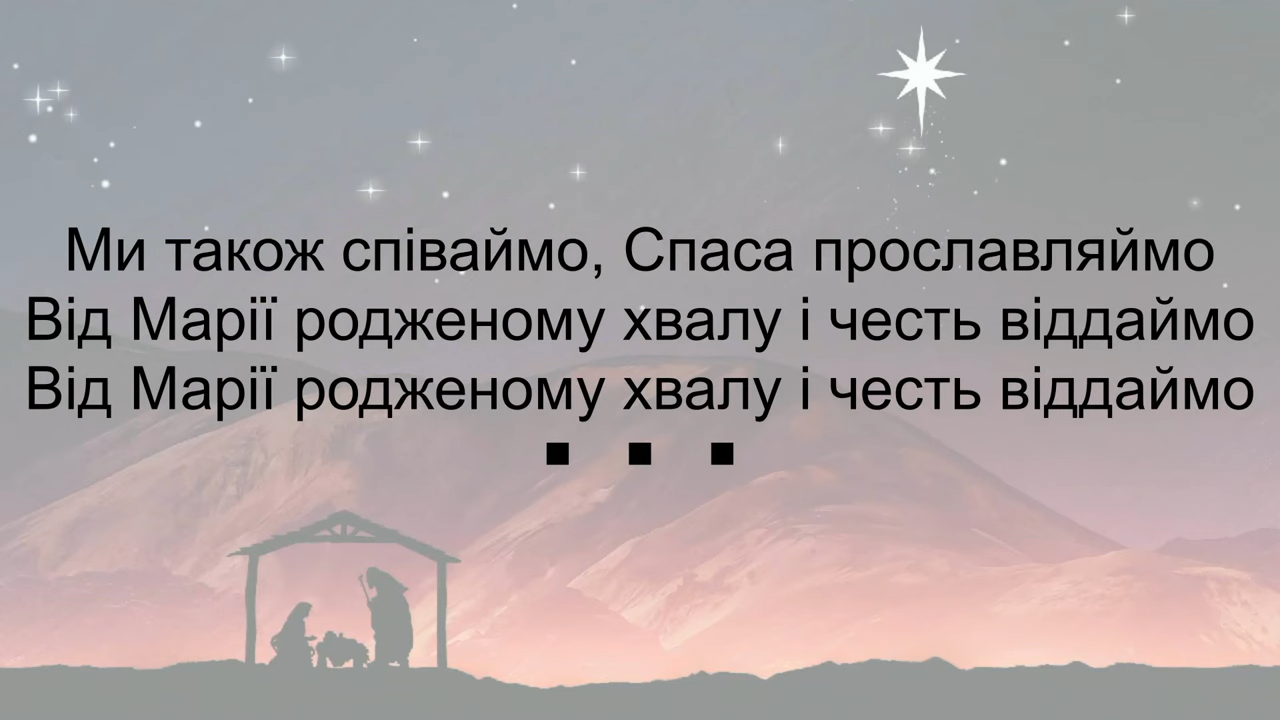 Ми також співаймо, Спаса прославляймо
Від Марії родженому хвалу і честь віддаймо
Від Марії родженому хвалу і честь віддаймо